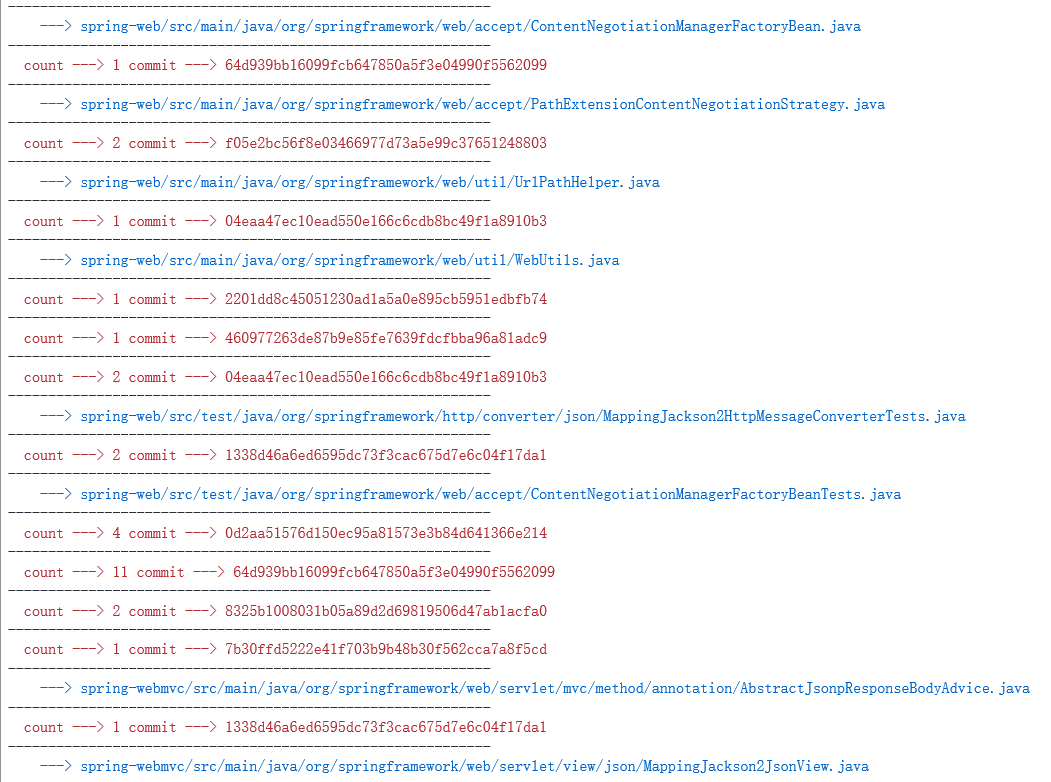 -------------------------------------------------------------
---> spring-web/src/main/java/org/springframework/web/accept/ContentNegotiationManagerFactoryBean.java
-------------------------------------------------------------
count ---> 1 commit ---> 64d939bb16099fcb647850a5f3e04990f5562099
-------------------------------------------------------------
---> spring-web/src/main/java/org/springframework/web/accept/PathExtensionContentNegotiationStrategy.java
-------------------------------------------------------------
count ---> 2 commit ---> f05e2bc56f8e03466977d73a5e99c37651248803
-------------------------------------------------------------
---> spring-web/src/main/java/org/springframework/web/util/UrlPathHelper.java
-------------------------------------------------------------
count ---> 1 commit ---> 04eaa47ec10ead550e166c6cdb8bc49f1a8910b3
-------------------------------------------------------------
---> spring-web/src/main/java/org/springframework/web/util/WebUtils.java
-------------------------------------------------------------
count ---> 1 commit ---> 2201dd8c45051230ad1a5a0e895cb5951edbfb74
-------------------------------------------------------------
count ---> 1 commit ---> 460977263de87b9e85fe7639fdcfbba96a81adc9
-------------------------------------------------------------
count ---> 2 commit ---> 04eaa47ec10ead550e166c6cdb8bc49f1a8910b3
-------------------------------------------------------------
---> spring-web/src/test/java/org/springframework/http/converter/json/MappingJackson2HttpMessageConverterTests.java
-------------------------------------------------------------
count ---> 2 commit ---> 1338d46a6ed6595dc73f3cac675d7e6c04f17da1
-------------------------------------------------------------
---> spring-web/src/test/java/org/springframework/web/accept/ContentNegotiationManagerFactoryBeanTests.java
-------------------------------------------------------------
count ---> 4 commit ---> 0d2aa51576d150ec95a81573e3b84d641366e214
-------------------------------------------------------------
count ---> 11 commit ---> 64d939bb16099fcb647850a5f3e04990f5562099
-------------------------------------------------------------
count ---> 2 commit ---> 8325b1008031b05a89d2d69819506d47ab1acfa0
-------------------------------------------------------------
count ---> 1 commit ---> 7b30ffd5222e41f703b9b48b30f562cca7a8f5cd
-------------------------------------------------------------
---> spring-webmvc/src/main/java/org/springframework/web/servlet/mvc/method/annotation/AbstractJsonpResponseBodyAdvice.java
-------------------------------------------------------------
count ---> 1 commit ---> 1338d46a6ed6595dc73f3cac675d7e6c04f17da1
-------------------------------------------------------------
---> spring-webmvc/src/main/java/org/springframework/web/servlet/view/json/MappingJackson2JsonView.java